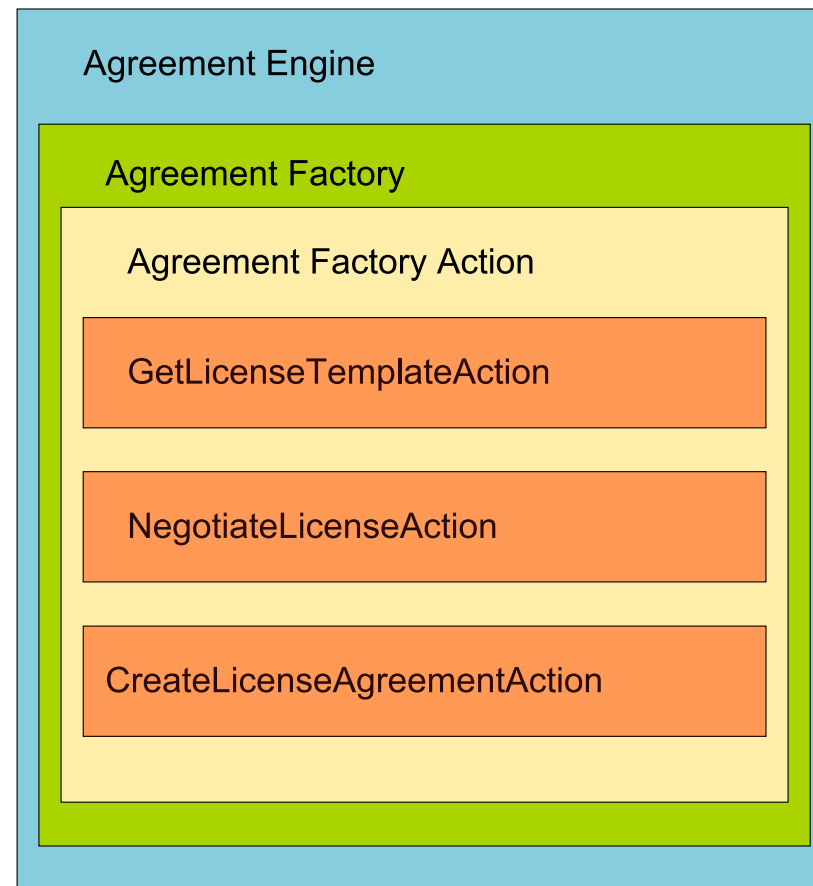 Agreement Engine
Agreement Factory
Agreement Factory Action
GetLicenseTemplateAction
NegotiateLicenseAction
CreateLicenseAgreementAction